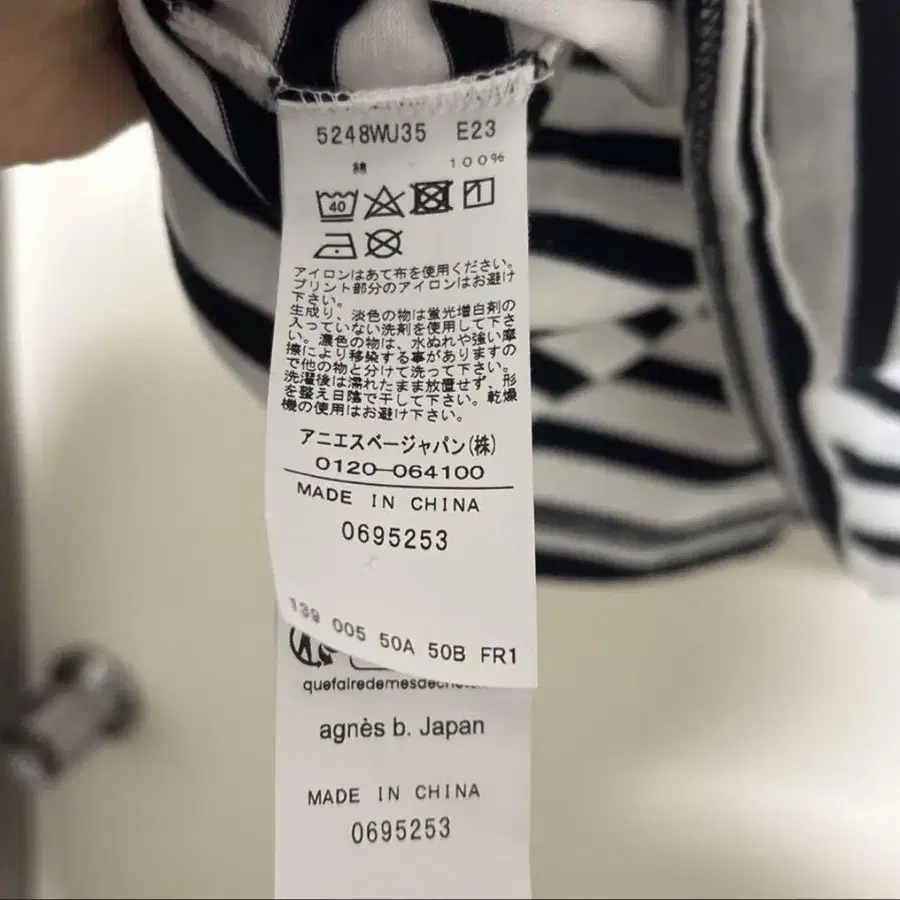 5248WU35 E23
綿 100%
40
アイロンはあて布を使用ください。
プリント部分のアイロンはお避け
下さい。
生成り、淡色の物は蛍光増白剤の
入っていない洗剤を使用して下さ
い。濃色の物は、水ぬれや強い摩
擦により移染する事がありますの
で他の物と分けて洗って下さい。
洗濯後は濡れたまま放置せず、形
を整え日陰で干して下さい。乾燥
機の使用はお避け下さい。
アニエスベージャパン(株)
0120-064100
MADE IN CHINA
0695253
139 005 50A 50B FR1
agnès b. Japan
MADE IN CHINA
0695253